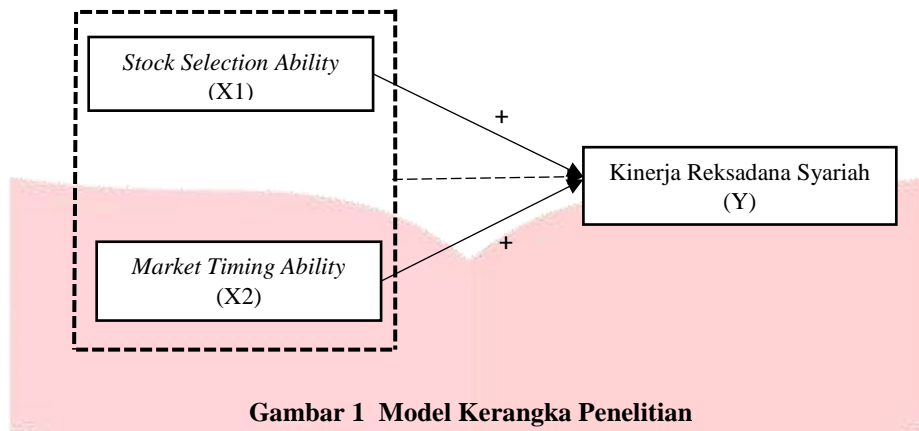 Stock Selection Ability
(X1)
+
Kinerja Reksadana Syariah
(Y)
+
Market Timing Ability
(X2)
Gambar 1 Model Kerangka Penelitian